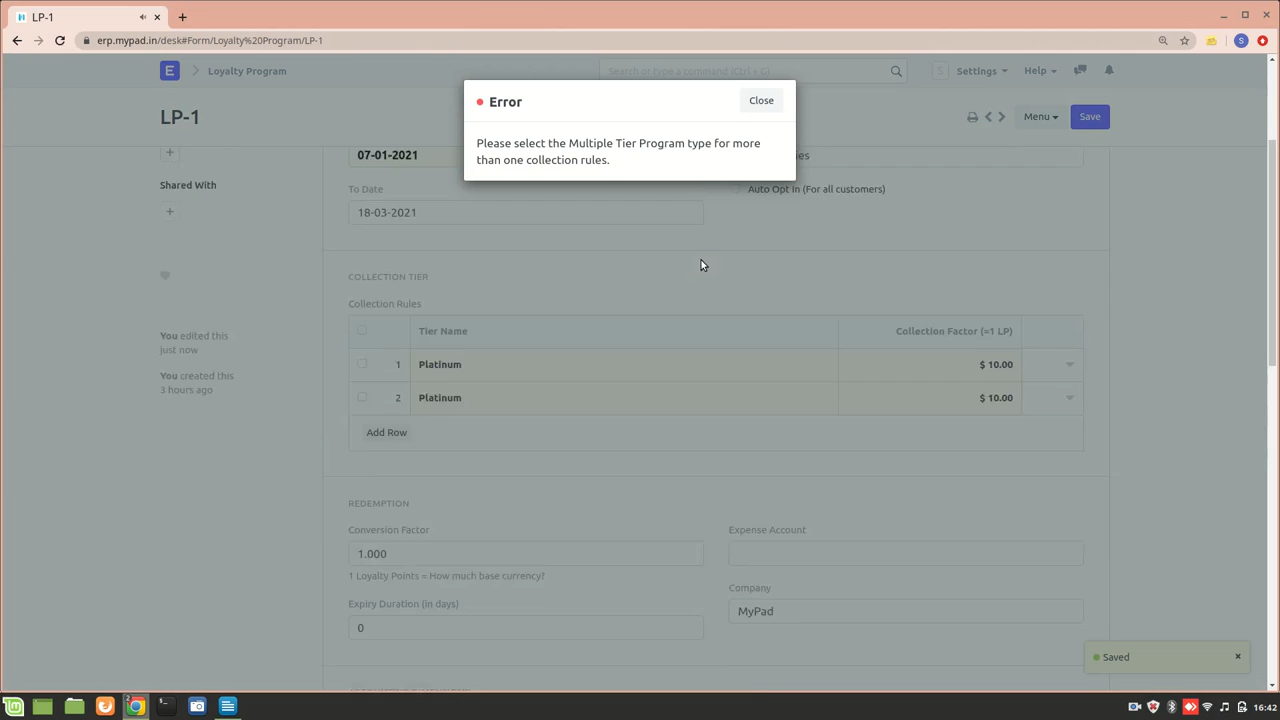 LP-1
erp.mypad.in/desk#Form/Loyalty%20Program/LP-1
S
E
Loyalty Program
Search or type a command (Ctrl + G)
S
Settings
Help
Error
Close
Please select the Multiple Tier Program type for more
than one collection rules.
LP-1
Menu
Save
07-01-2021
Shared With
To Date
Auto Opt In (For all customers)
18-03-2021
COLLECTION TIER
Collection Rules
Tier Name
Collection Factor (=1 LP)
1
Platinum
$ 10.00
2
Platinum
$ 10.00
Add Row
You edited this
just now
You created this
3 hours ago
REDEMPTION
Conversion Factor
1.000
1 Loyalty Points = How much base currency?
Expiry Duration (in days)
0
Expense Account
Company
MyPad
Saved
16:42